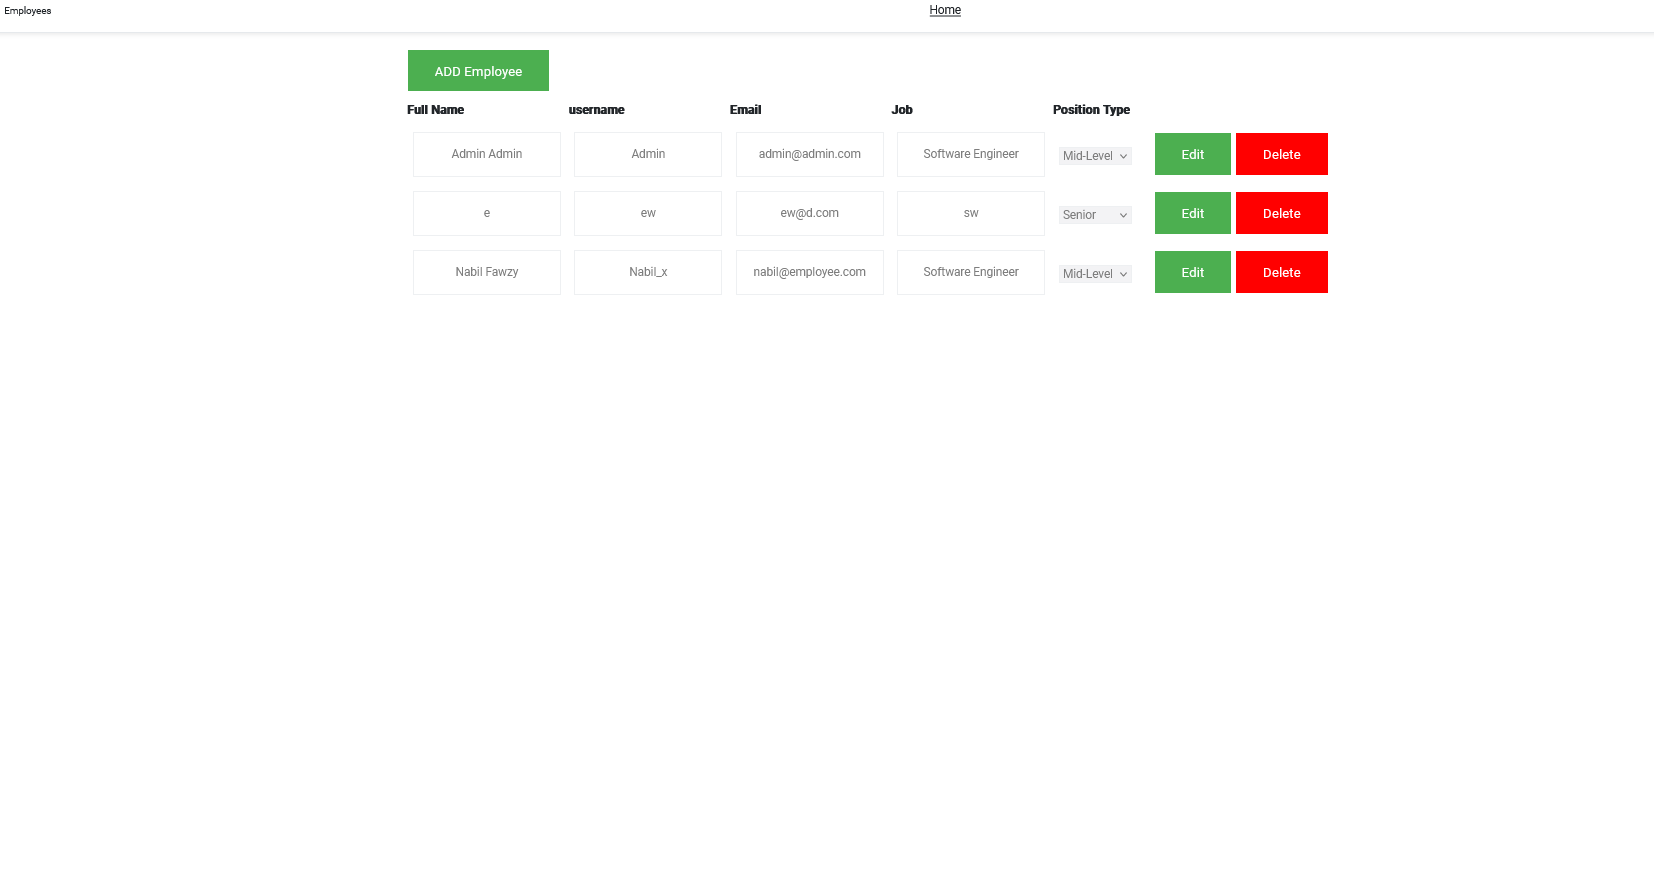 Employees Home
ADD Employee
Full Name username Email Job Position Type
Admin Admin Admin admin@admin.com Software Engineer Mid-Level Edit Delete
e ew ew@d.com sw Senior Edit Delete
Nabil Fawzy Nabil_x nabil@employee.com Software Engineer Mid-Level Edit Delete